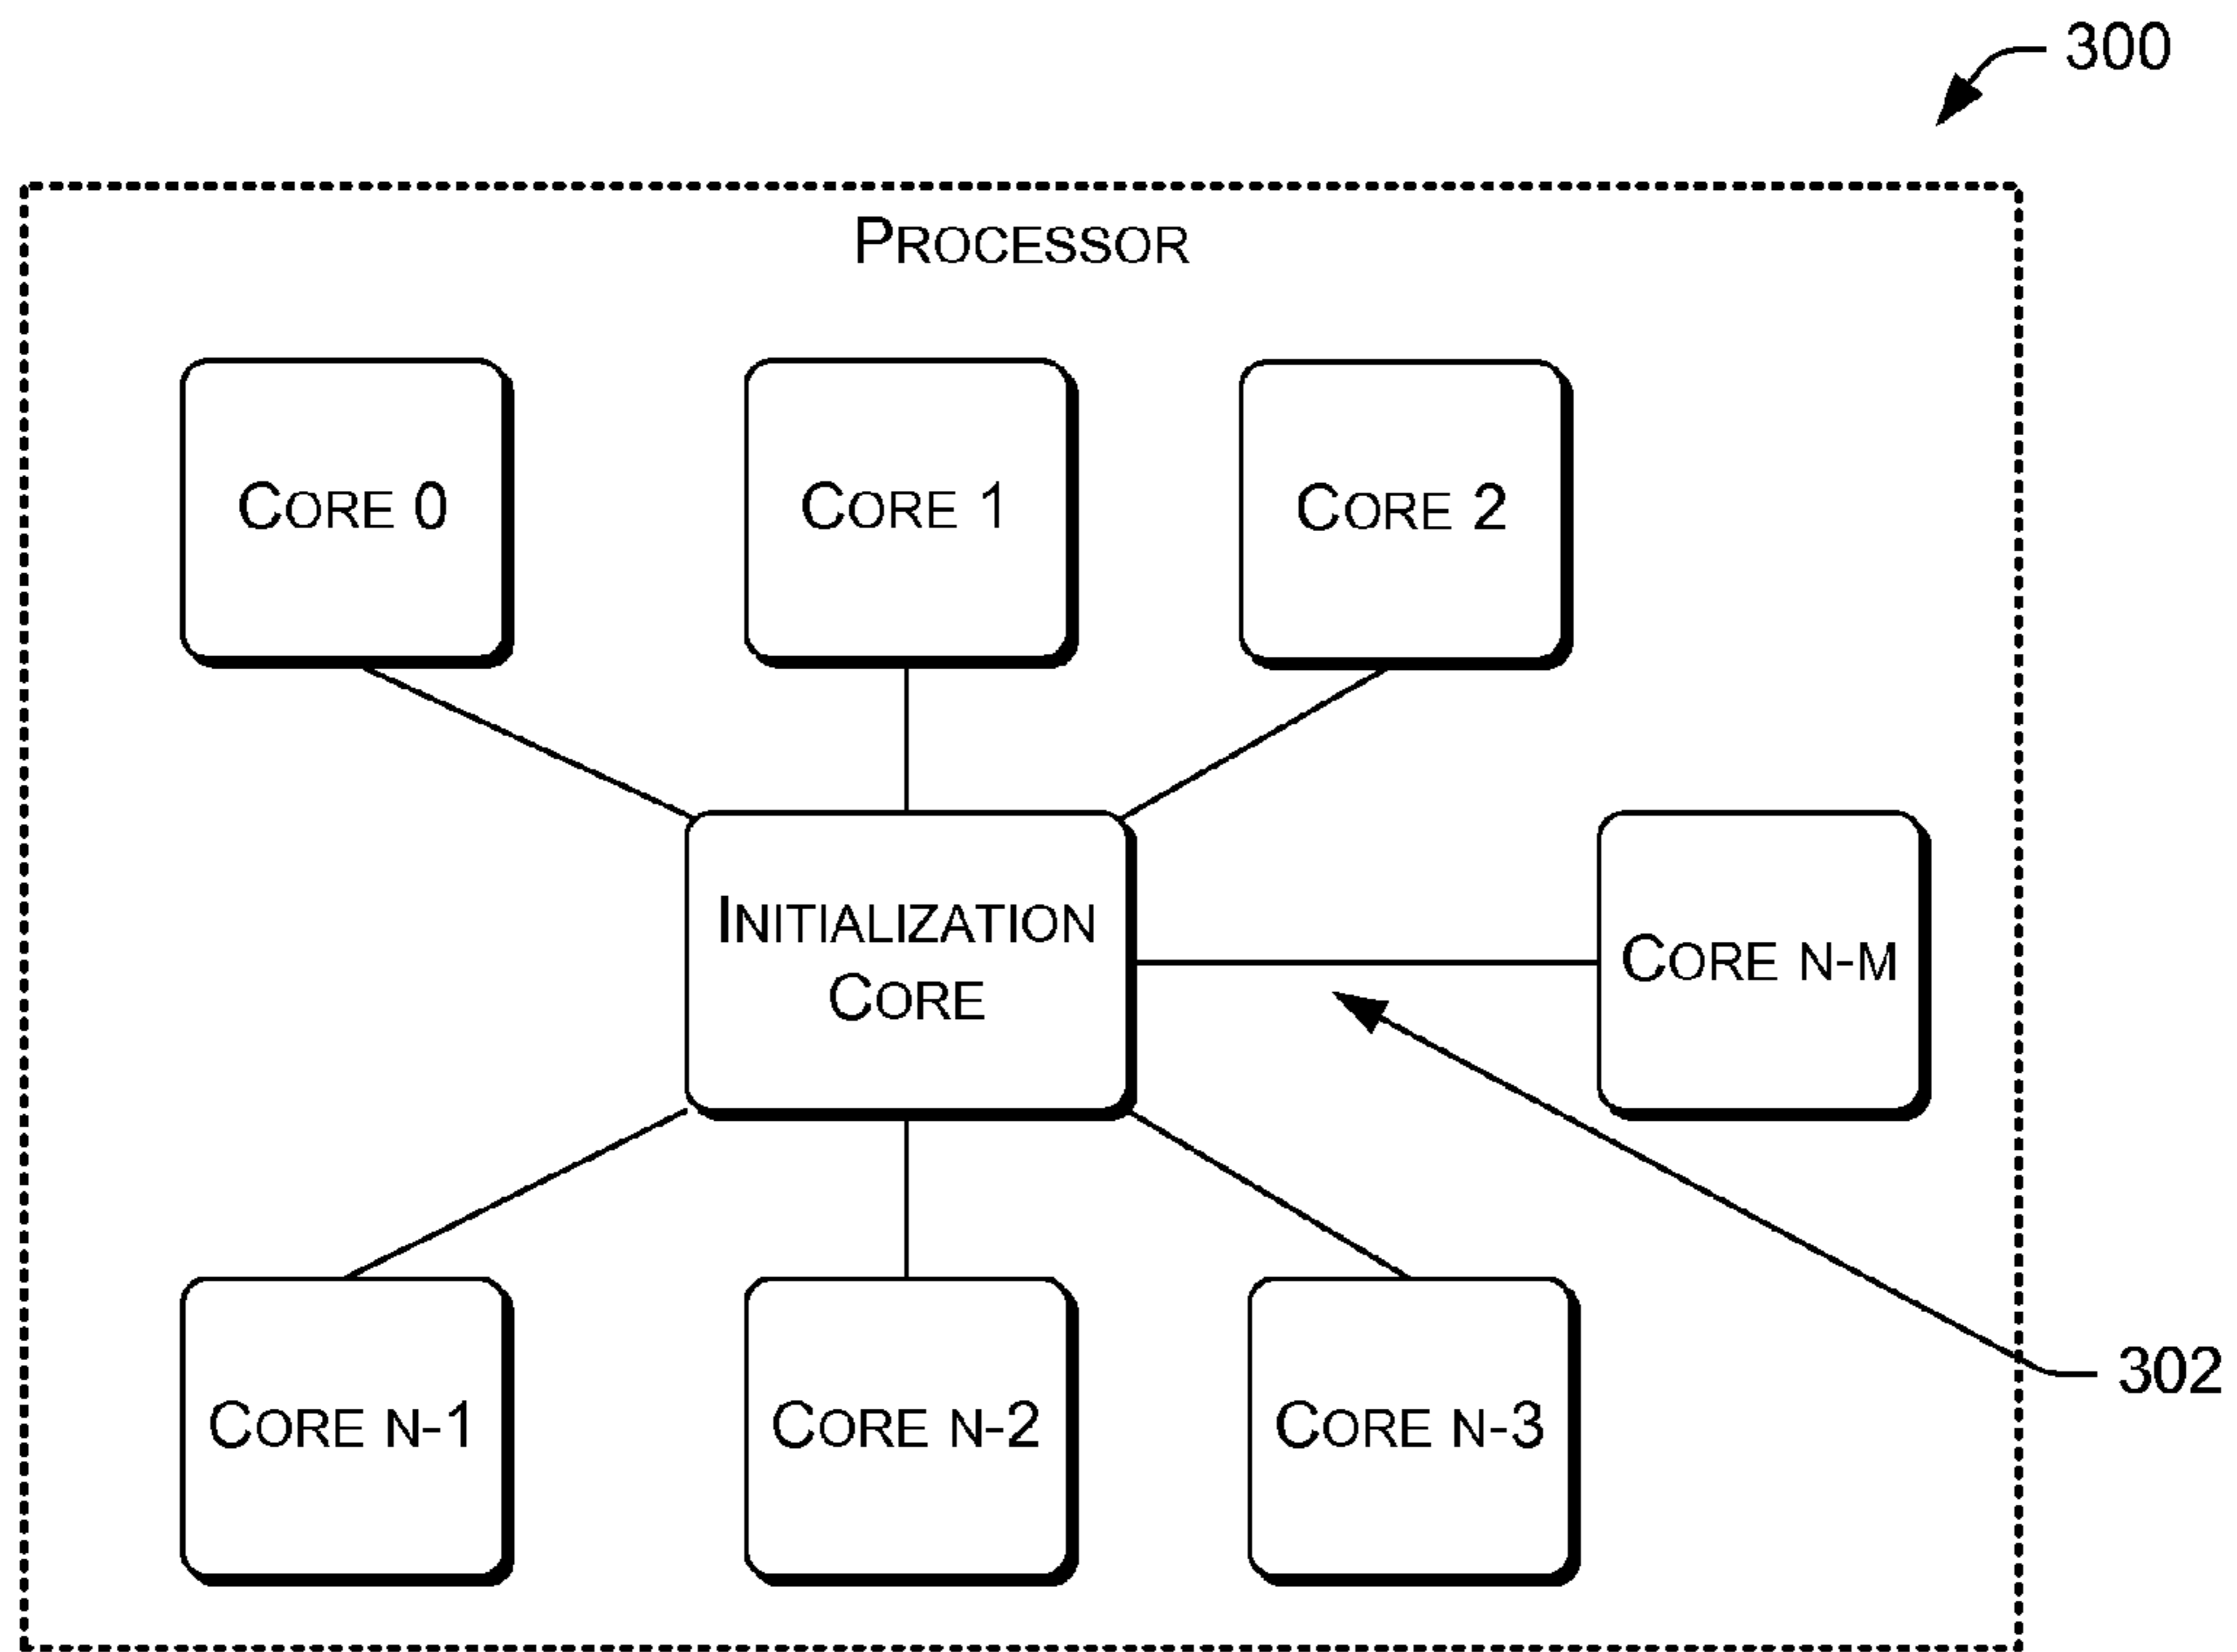 300
PROCESSOR
CORE 0
CORE 1
CORE 2
INITIALIZATION
CORE
CORE N-M
302
CORE N-1
CORE N-2
CORE N-3